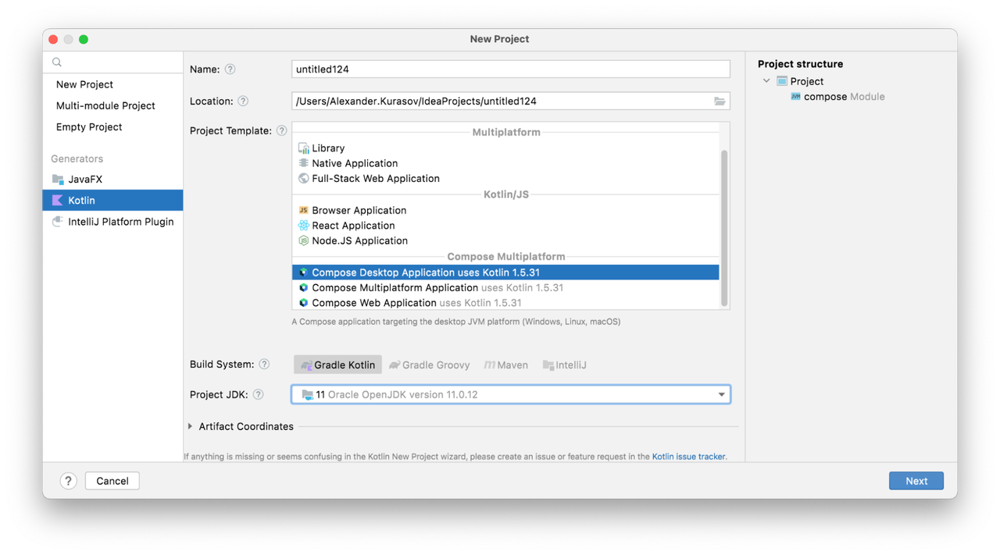 New Project
New Project
Multi-module Project
Empty Project
Generators
JavaFX
Kotlin
IntelliJ Platform Plugin
Name: ?
untitled124
Location: ?
/Users/Alexander.Kurasov/IdeaProjects/untitled124
Project Template: ?
Multiplatform
Library
Native Application
Full-Stack Web Application
Kotlin/JS
JS Browser Application
React Application
JS Node.JS Application
Compose Multiplatform
Compose Desktop Application uses Kotlin 1.5.31
Compose Multiplatform Application uses Kotlin 1.5.31
Compose Web Application uses Kotlin 1.5.31
A Compose application targeting the desktop JVM platform (Windows, Linux, macOS)
Build System: ?
Gradle Kotlin Gradle Groovy m Maven IntelliJ
Project JDK: ?
11 Oracle OpenJDK version 11.0.12
Artifact Coordinates
If anything is missing or seems confusing in the Kotlin New Project wizard, please create an issue or feature request in the Kotlin issue tracker.
Project structure
Project
JVM compose Module
? Cancel
Next